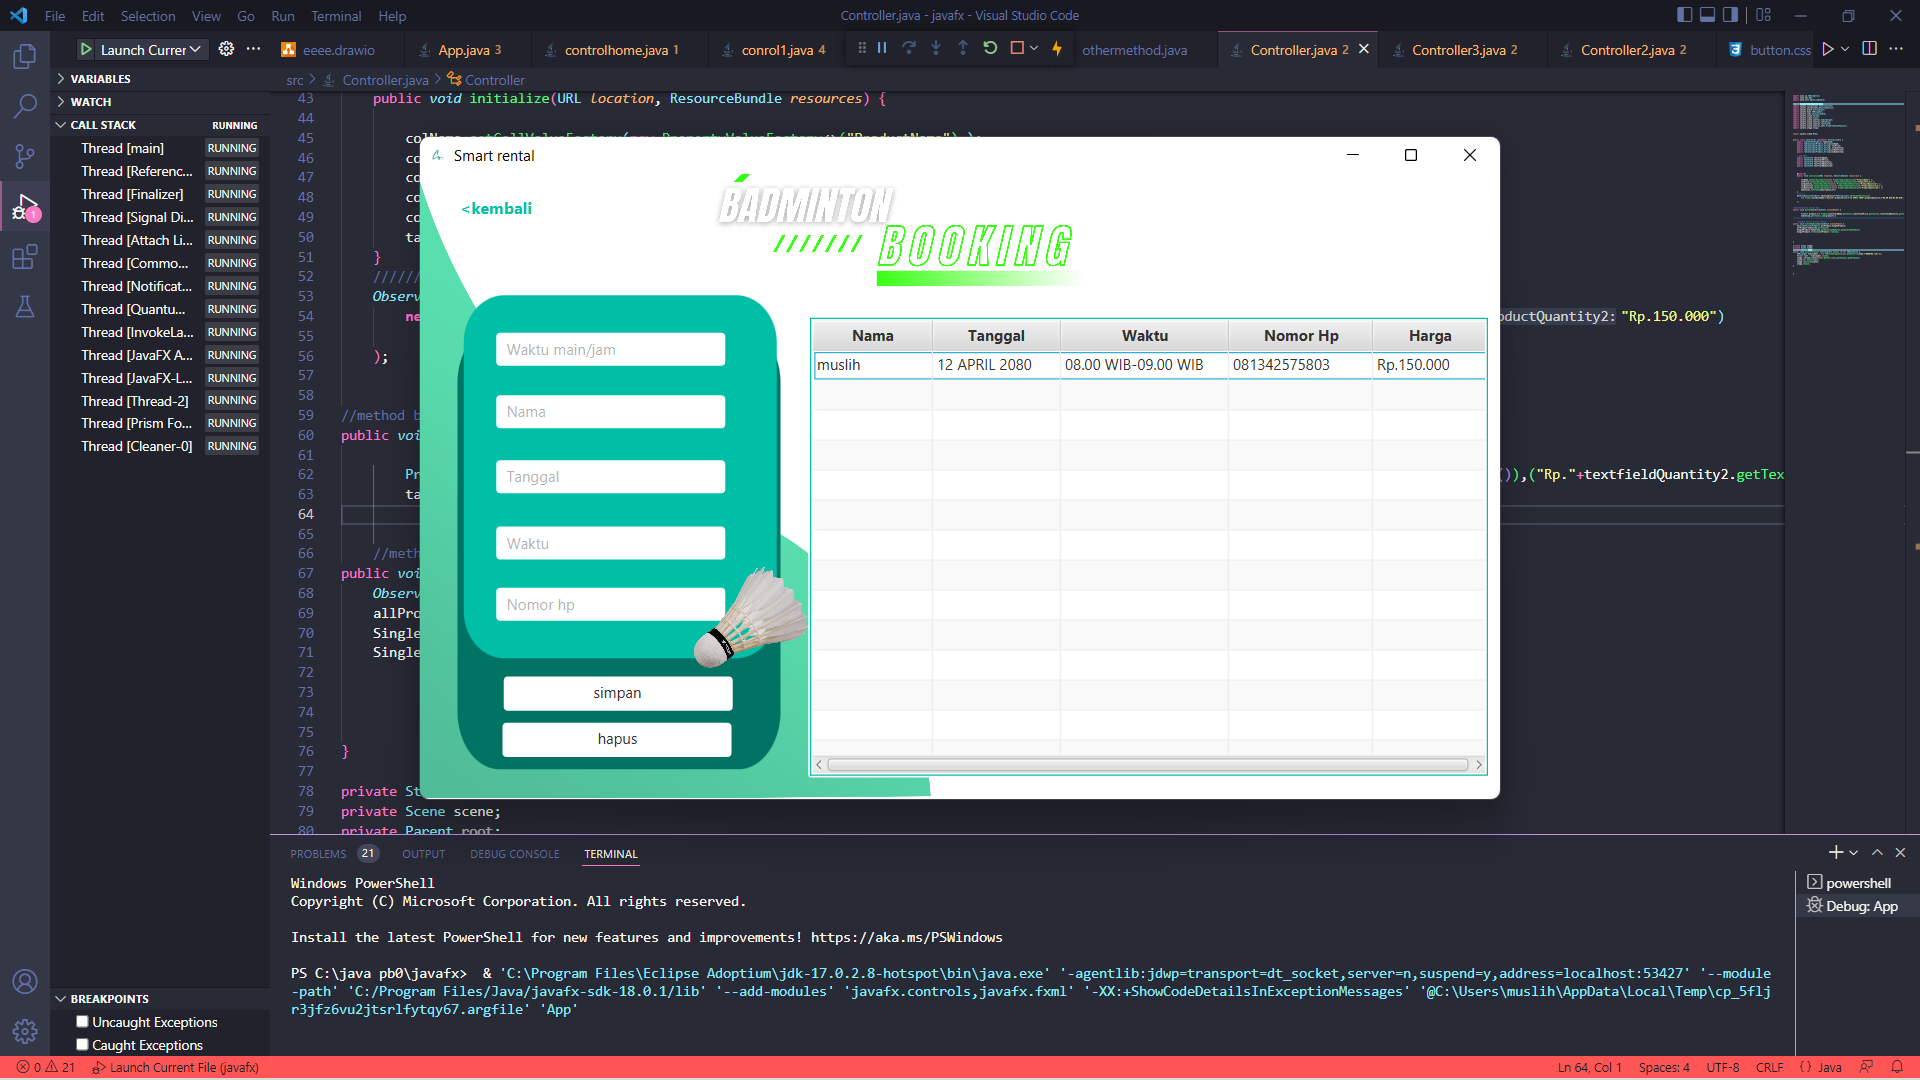 File Edit Selection View Go Run Terminal Help
Controller.java - javafx - Visual Studio Code
Launch Currer
eeee.drawio
App.java 3
controlhome.java 1
conrol1.java 4
othermethod.java
Controller.java 2
Controller3.java 2
Controller2.java 2
button.css
VARIABLES
WATCH
CALL STACK RUNNING
Thread [main] RUNNING
Thread [Referenc... RUNNING
Thread [Finalizer] RUNNING
Thread [Signal Di... RUNNING
Thread [Attach Li... RUNNING
Thread [Commo... RUNNING
Thread [Notificat... RUNNING
Thread [Quantu... RUNNING
Thread [InvokeLa... RUNNING
Thread [JavaFX A... RUNNING
Thread [JavaFX-L... RUNNING
Thread [Thread-2] RUNNING
Thread [Prism Fo... RUNNING
Thread [Cleaner-0] RUNNING
1
BREAKPOINTS
Uncaught Exceptions
Caught Exceptions
src > Controller.java > Controller
43 public void initialize(URL location, ResourceBundle resources) {
44
45
46 co
47 co
48 co
49 co
50 ta
51 }
52 //////
53 Observ
54 ne oductQuantity2: "Rp.150.000")
55
56 );
57
58
59 //method b
60 public voi
61
62 Pr ()),("Rp."+textfieldQuantity2.getTex
63 ta
64
65
66 //meth
67 public voi
68 Observ
69 allPro
70 Single
71 Single
72
73
74
75
76 }
77
78 private St
79 private Scene scene;
80 private Parent root;
Smart rental
<kembali
BADMINTON
BOOKING
Waktu main/jam
Nama
Tanggal
Waktu
Nomor hp
simpan
hapus
Nama Tanggal Waktu Nomor Hp Harga
muslih 12 APRIL 2080 08.00 WIB-09.00 WIB 081342575803 Rp.150.000
PROBLEMS 21 OUTPUT DEBUG CONSOLE TERMINAL
Windows PowerShell
Copyright (C) Microsoft Corporation. All rights reserved.
Install the latest PowerShell for new features and improvements! https://aka.ms/PSWindows
PS C:\java pb0\javafx>  & 'C:\Program Files\Eclipse Adoptium\jdk-17.0.2.8-hotspot\bin\java.exe' '-agentlib:jdwp=transport=dt_socket,server=n,suspend=y,address=localhost:53427' '--module
-path' 'C:/Program Files/Java/javafx-sdk-18.0.1/lib' '--add-modules' 'javafx.controls,javafx.fxml' '-XX:+ShowCodeDetailsInExceptionMessages' '@C:\Users\muslih\AppData\Local\Temp\cp_5flj
r3jfz6vu2jtsrlfytqy67.argfile' 'App'
powershell
Debug: App
0 21 Launch Current File (javafx)
Ln 64, Col 1 Spaces: 4 UTF-8 CRLF {} Java